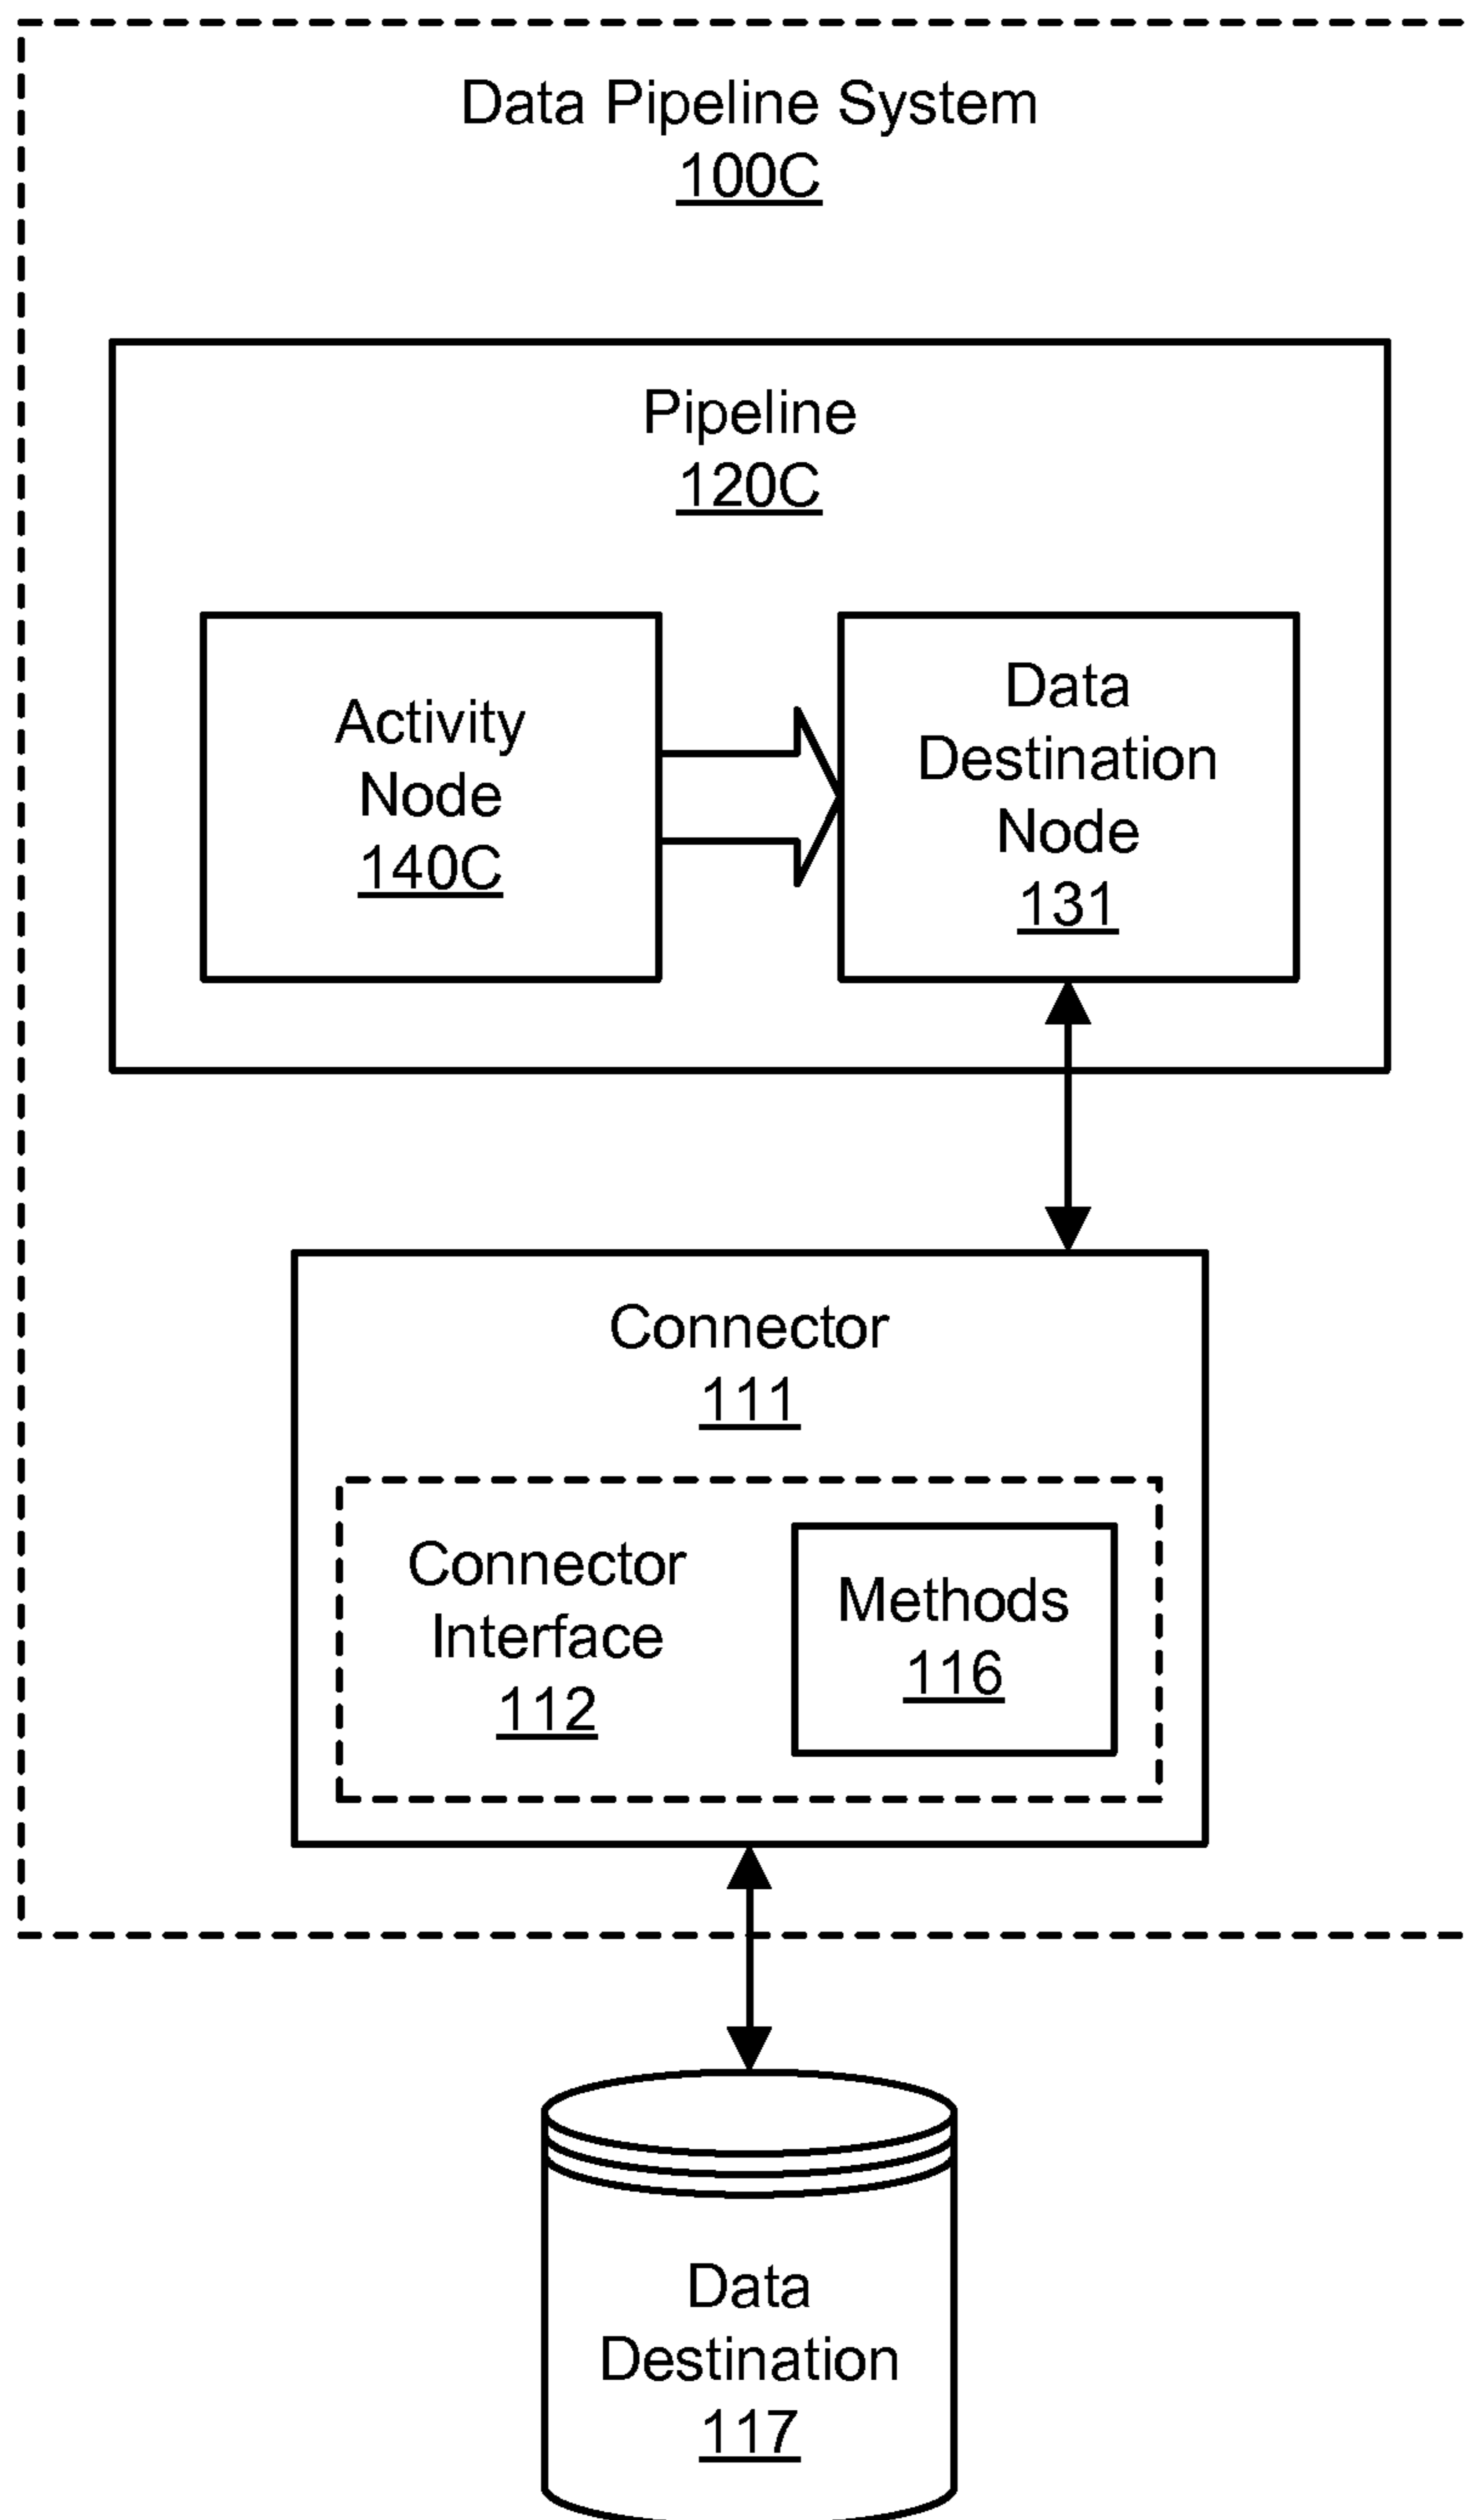 Data Pipeline System
100C
Pipeline
120C
Activity
Node
140C
Data
Destination
Node
131
Connector
111
Connector
Interface
112
Methods
116
Data
Destination
117